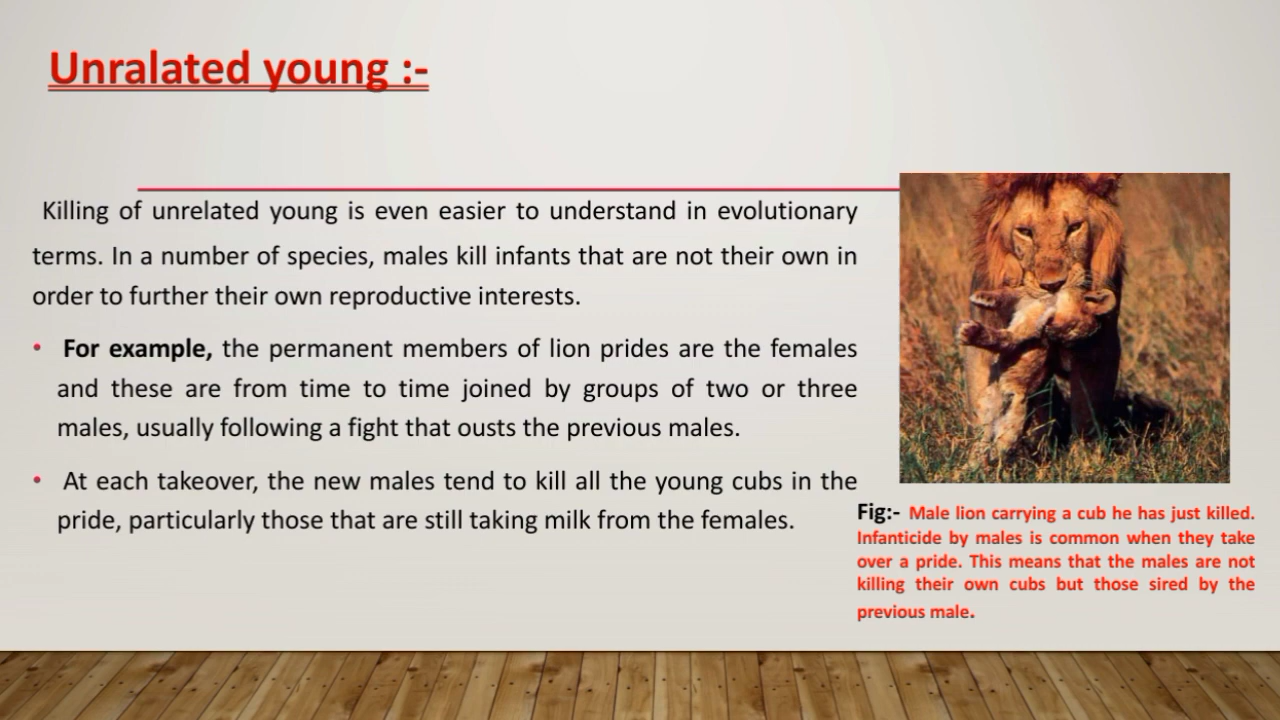 Unralated young :-
Killing of unrelated young is even easier to understand in evolutionary
terms. In a number of species, males kill infants that are not their own in
order to further their own reproductive interests.
• For example, the permanent members of lion prides are the females
and these are from time to time joined by groups of two or three
males, usually following a fight that ousts the previous males.
• At each takeover, the new males tend to kill all the young cubs in the
pride, particularly those that are still taking milk from the females.
Fig:- Male lion carrying a cub he has just killed.
Infanticide by males is common when they take
over a pride. This means that the males are not
killing their own cubs but those sired by the
previous male.